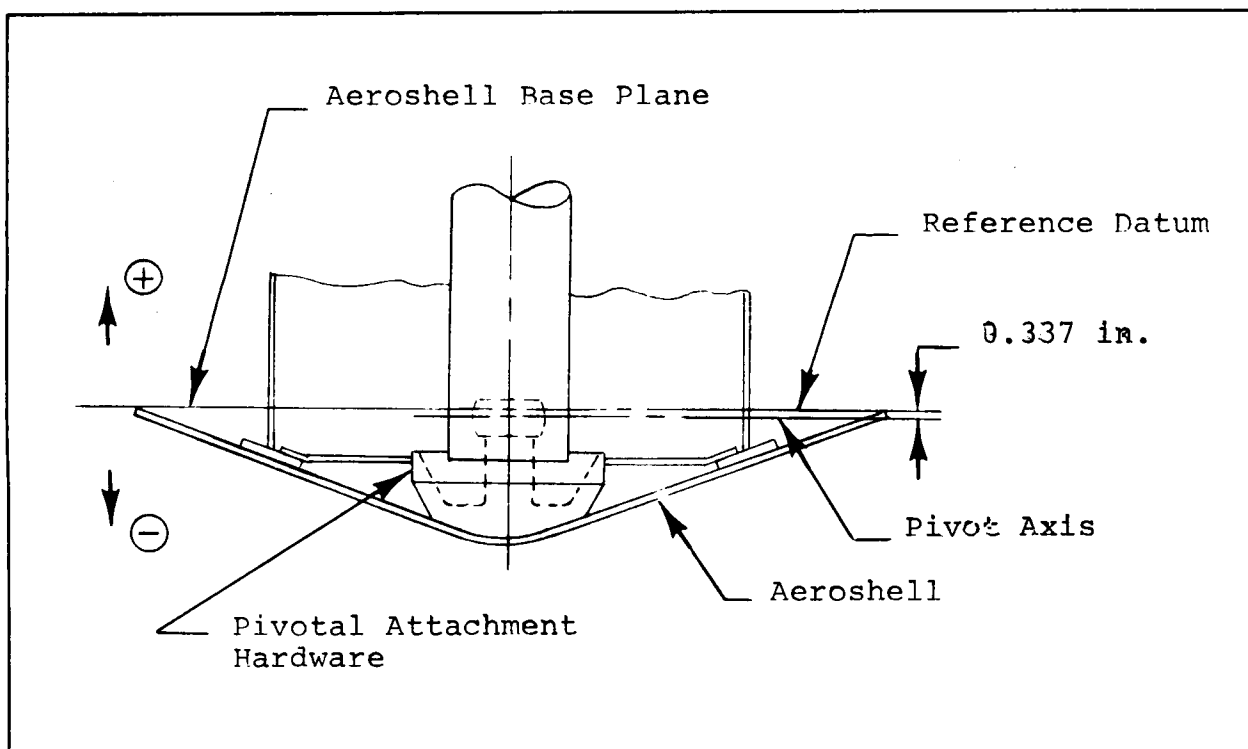 Aeroshell Base Plane
Reference Datum
+
0.337 in.
−
Pivot Axis
Aeroshell
Pivotal Attachment
Hardware